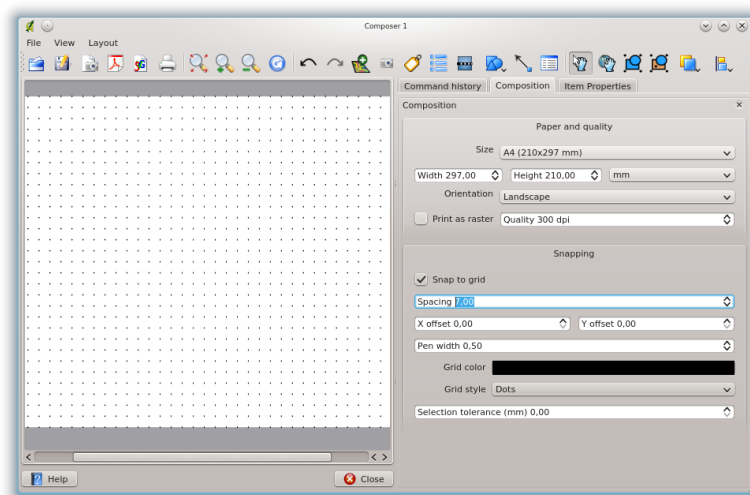 Composer 1
File View Layout
Command history Composition Item Properties
Composition
Paper and quality
Size A4 (210x297 mm)
Width 297,00 Height 210,00 mm
Orientation Landscape
Print as raster Quality 300 dpi
Snapping
Snap to grid
Spacing 7,00
X offset 0,00 Y offset 0,00
Pen width 0,50
Grid color
Grid style Dots
Selection tolerance (mm) 0,00
Help Close